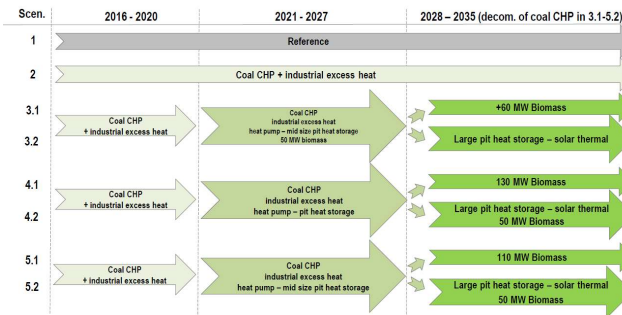 Scen.
2016 - 2020
2021 - 2027
2028 – 2035 (decom. of coal CHP in 3.1-5.2)
1
Reference
2
Coal CHP + industrial excess heat
3.1
3.2
Coal CHP
+ industrial excess heat
Coal CHP
industrial excess heat
heat pump – mid size pit heat storage
50 MW biomass
+60 MW Biomass
Large pit heat storage – solar thermal
4.1
4.2
Coal CHP
+ industrial excess heat
Coal CHP
industrial excess heat
heat pump – pit heat storage
130 MW Biomass
Large pit heat storage – solar thermal
50 MW Biomass
5.1
5.2
Coal CHP
+ industrial excess heat
Coal CHP
industrial excess heat
heat pump – mid size pit heat storage
110 MW Biomass
Large pit heat storage – solar thermal
50 MW Biomass